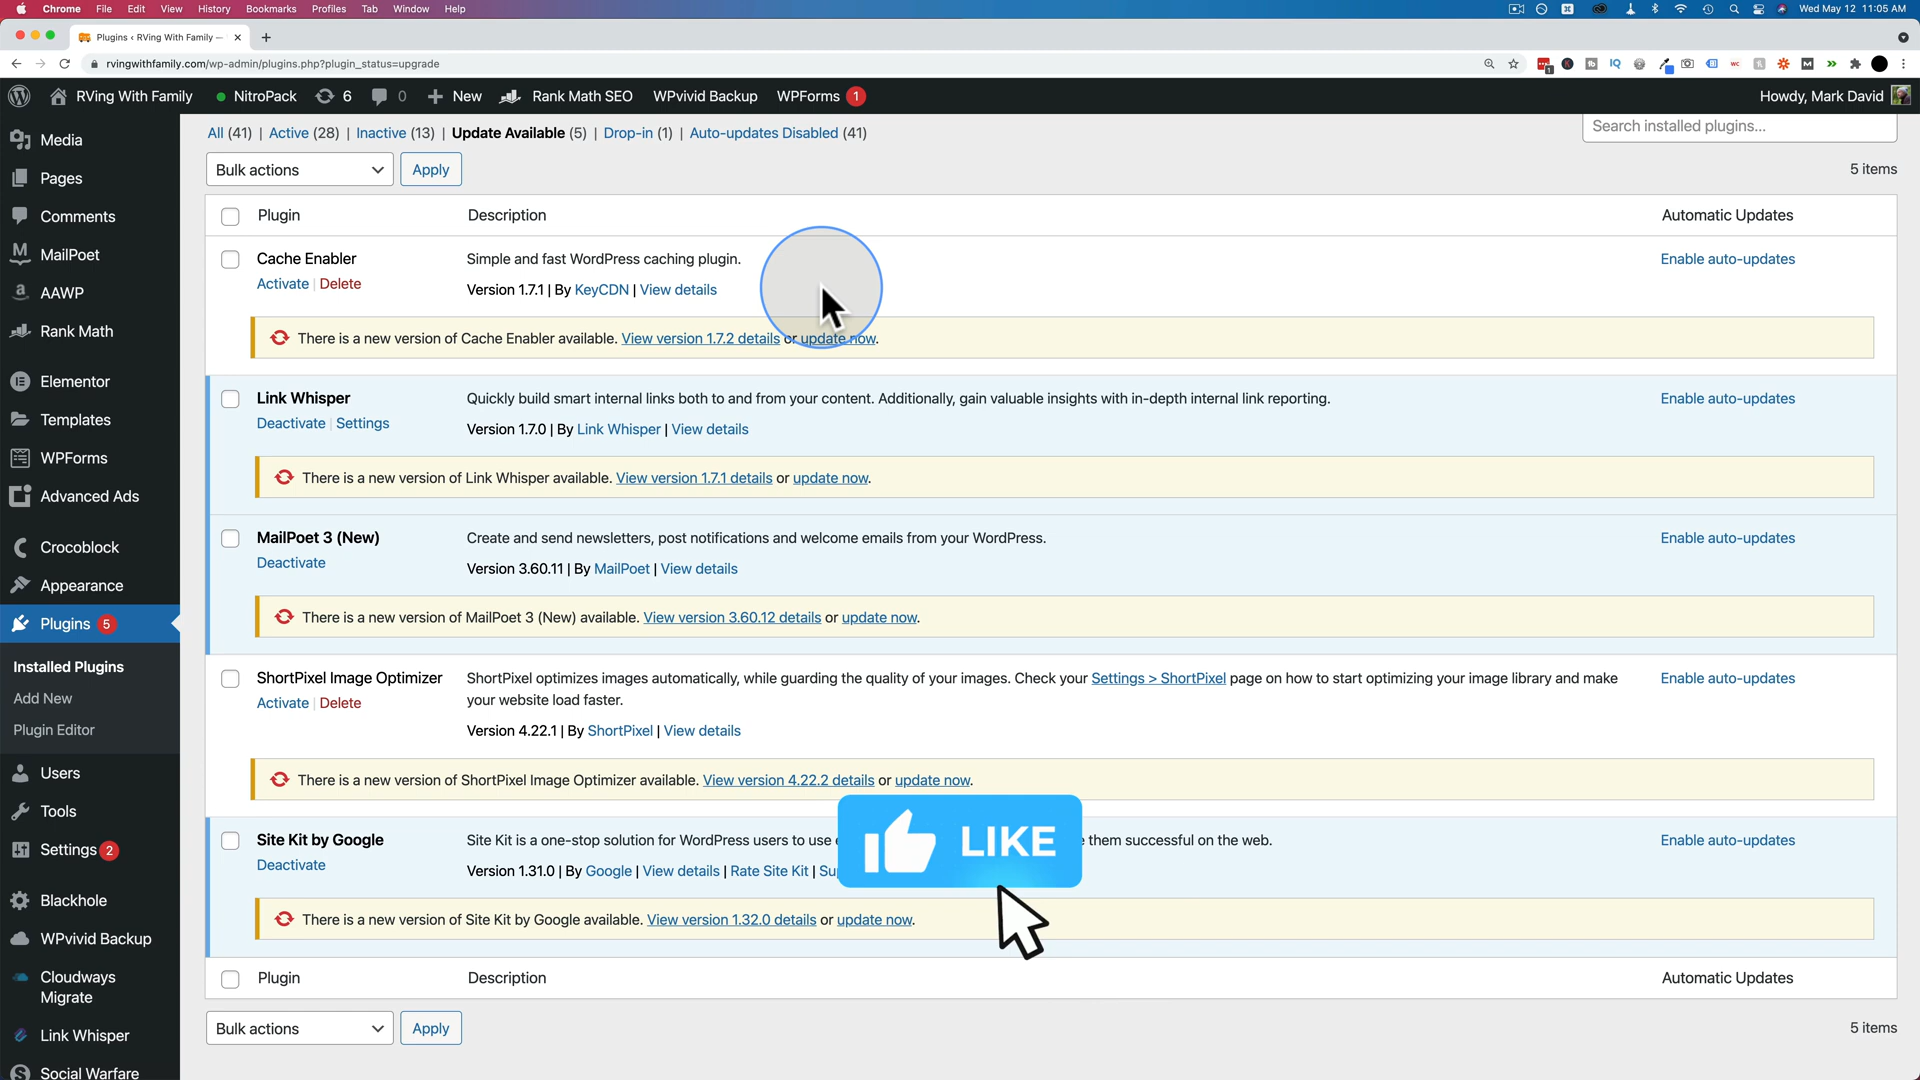 Chrome File Edit View History Bookmarks Profiles Tab Window Help Wed May 12 11:05 AM
Plugins ‹ RVing With Family —
rvingwithfamily.com/wp-admin/plugins.php?plugin_status=upgrade
RVing With Family NitroPack 6 0 New Rank Math SEO WPvivid Backup WPForms 1 Howdy, Mark David
Media
Pages
Comments
MailPoet
AAWP
Rank Math
Elementor
Templates
WPForms
Advanced Ads
Crocoblock
Appearance
Plugins 5
Installed Plugins
Add New
Plugin Editor
Users
Tools
Settings 2
Blackhole
WPvivid Backup
Cloudways
Migrate
Link Whisper
Social Warfare
All (41) | Active (28) | Inactive (13) | Update Available (5) | Drop-in (1) | Auto-updates Disabled (41)
Search installed plugins...
Bulk actions Apply 5 items
Plugin Description Automatic Updates
Cache Enabler Simple and fast WordPress caching plugin. Enable auto-updates
Activate | Delete Version 1.7.1 | By KeyCDN | View details
There is a new version of Cache Enabler available. View version 1.7.2 details or update now.
Link Whisper Quickly build smart internal links both to and from your content. Additionally, gain valuable insights with in-depth internal link reporting. Enable auto-updates
Deactivate | Settings Version 1.7.0 | By Link Whisper | View details
There is a new version of Link Whisper available. View version 1.7.1 details or update now.
MailPoet 3 (New) Create and send newsletters, post notifications and welcome emails from your WordPress. Enable auto-updates
Deactivate Version 3.60.11 | By MailPoet | View details
There is a new version of MailPoet 3 (New) available. View version 3.60.12 details or update now.
ShortPixel Image Optimizer ShortPixel optimizes images automatically, while guarding the quality of your images. Check your Settings > ShortPixel page on how to start optimizing your image library and make Enable auto-updates
Activate | Delete your website load faster.
Version 4.22.1 | By ShortPixel | View details
There is a new version of ShortPixel Image Optimizer available. View version 4.22.2 details or update now.
Site Kit by Google Site Kit is a one-stop solution for WordPress users to use them successful on the web. Enable auto-updates
Deactivate Version 1.31.0 | By Google | View details | Rate Site Kit |
LIKE
There is a new version of Site Kit by Google available. View version 1.32.0 details or update now.
Plugin Description Automatic Updates
Bulk actions Apply 5 items